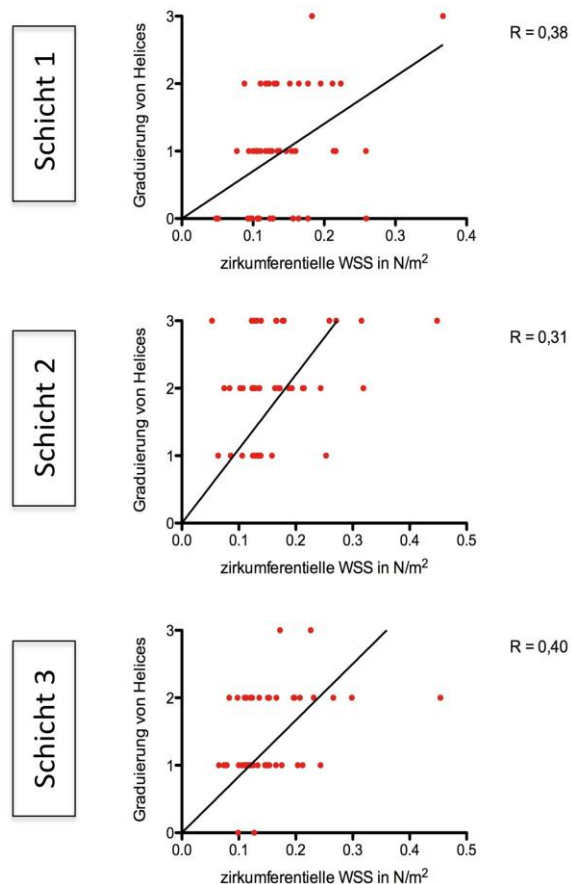 Schicht 1
Graduierung von Helices
3
2
1
0
0.0 0.1 0.2 0.3 0.4
zirkumferentielle WSS in N/m²
R = 0,38
Schicht 2
Graduierung von Helices
3
2
1
0
0.0 0.1 0.2 0.3 0.4 0.5
zirkumferentielle WSS in N/m²
R = 0,31
Schicht 3
Graduierung von Helices
3
2
1
0
0.0 0.1 0.2 0.3 0.4 0.5
zirkumferentielle WSS in N/m²
R = 0,40